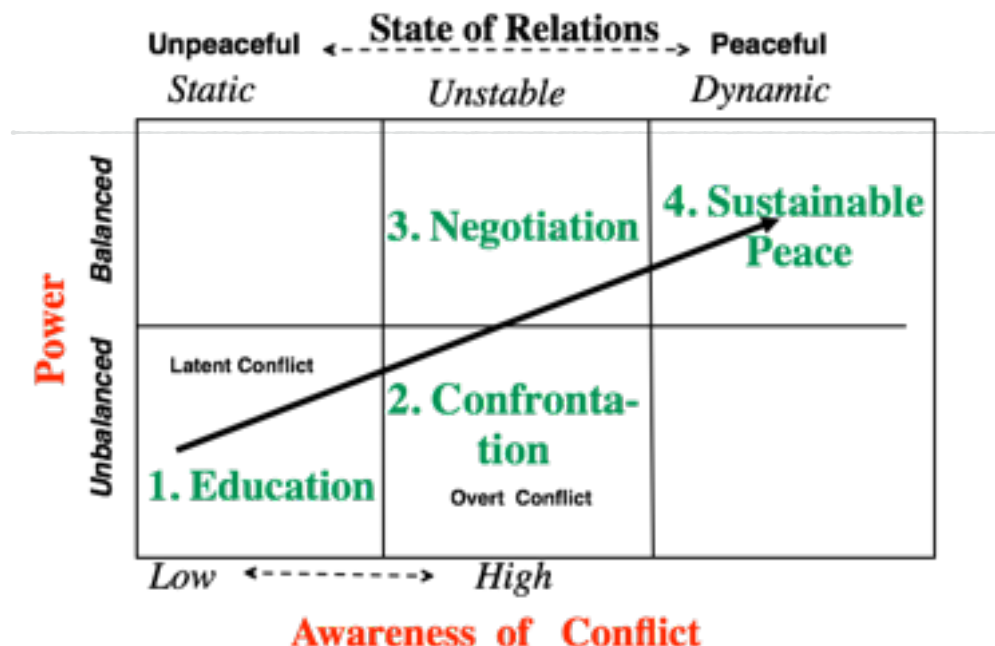 State of Relations
Unpeaceful
Peaceful
Static
Unstable
Dynamic
Power
Balanced
Unbalanced
3. Negotiation
4. Sustainable
Peace
Latent Conflict
1. Education
2. Confronta-
tion
Overt Conflict
Low
High
Awareness of Conflict